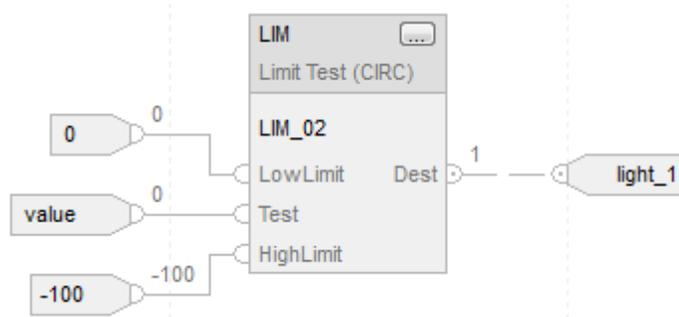 LIM ...
Limit Test (CIRC)
LIM_02
0 0
LowLimit Dest 1 light_1
value 0 Test
HighLimit
-100 -100